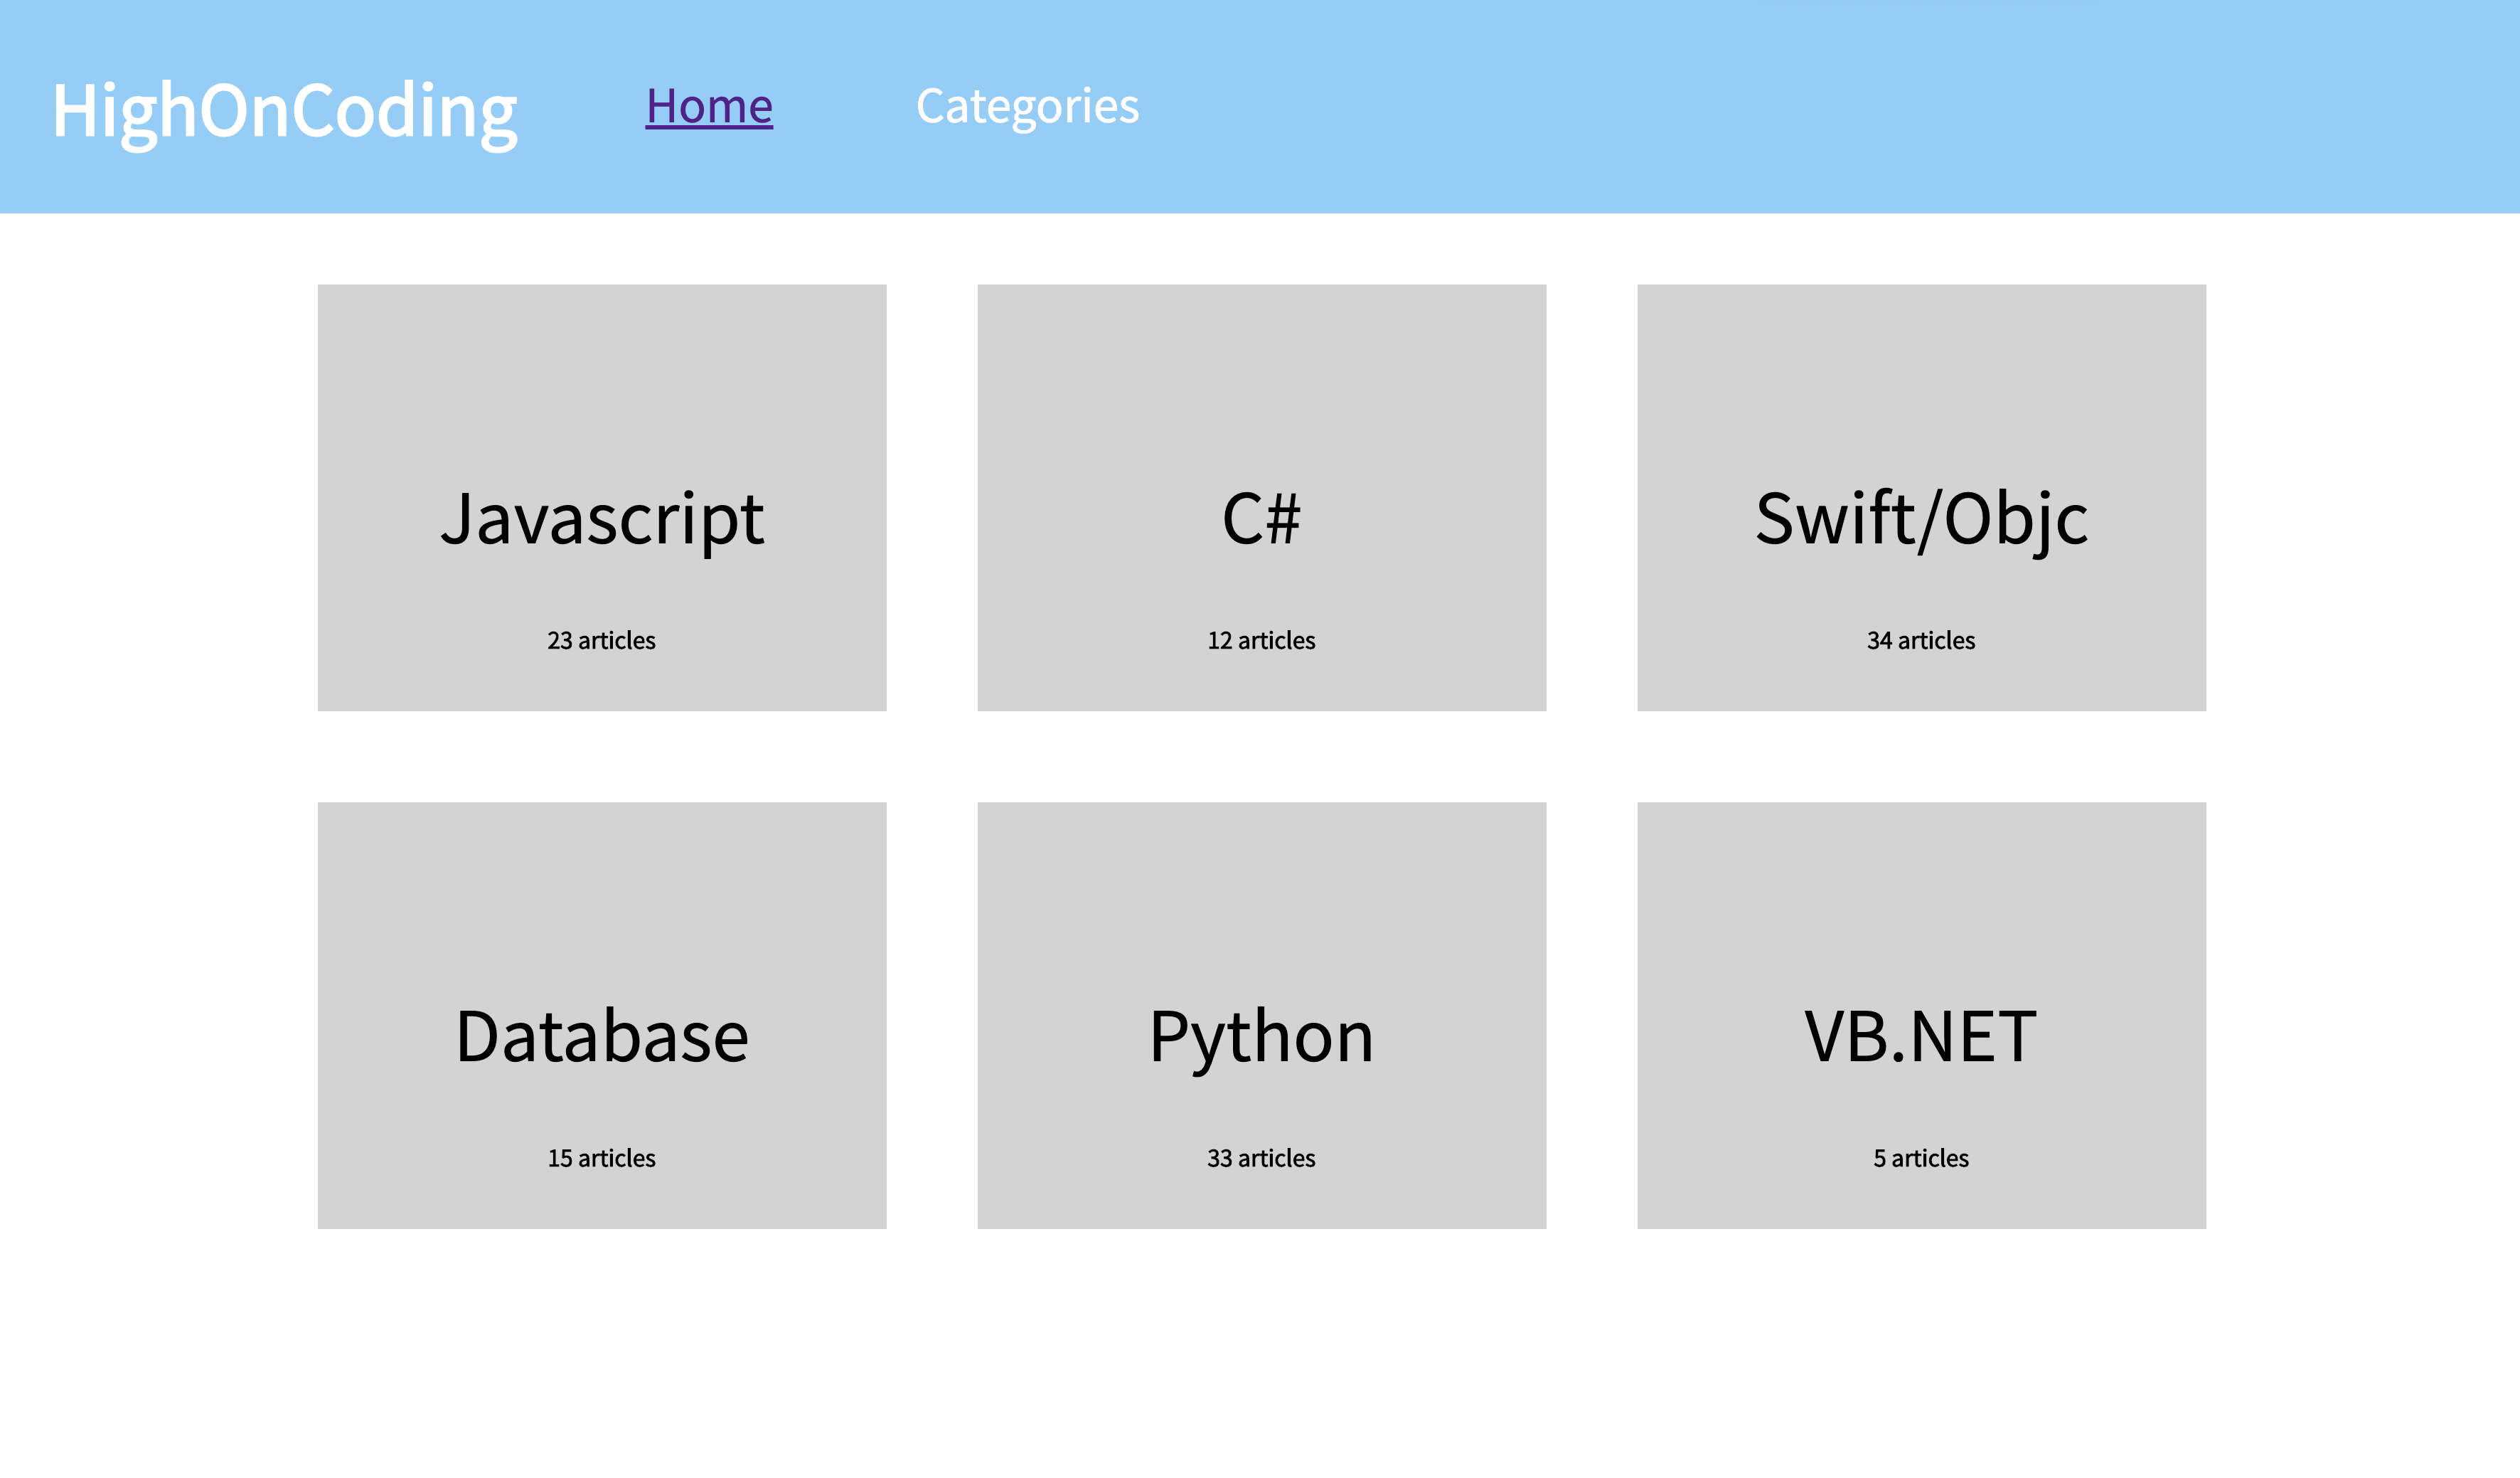 HighOnCoding Home Categories
Javascript C# Swift/Objc
23 articles 12 articles 34 articles
Database Python VB.NET
15 articles 33 articles 5 articles